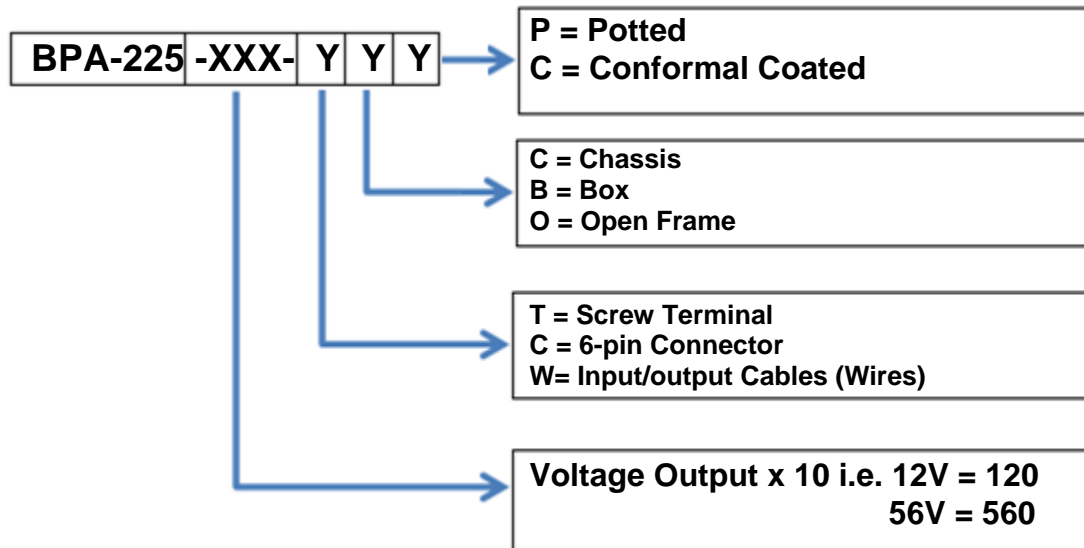 BPA-225 -XXX- Y Y Y
P = Potted
C = Conformal Coated
C = Chassis
B = Box
O = Open Frame
T = Screw Terminal
C = 6-pin Connector
W= Input/output Cables (Wires)
Voltage Output x 10 i.e. 12V = 120
56V = 560